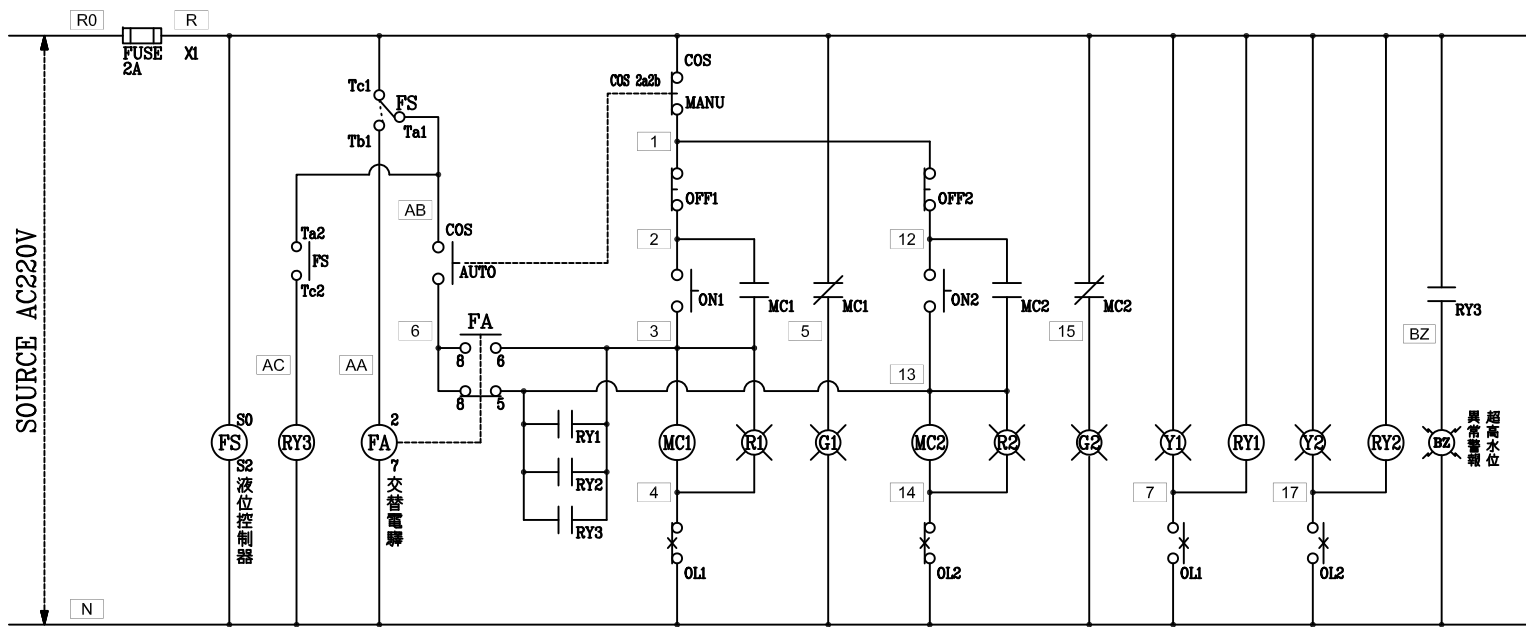 R0
R
FUSE
2A
X1
SOURCE AC220V
N
FS
S0
S2
液位控制器
Ta2
FS
Tc2
AC
RY3
Tc1
FS
Ta1
Tb1
AA
FA
2
7
交替電驛
AB
COS
AUTO
6
FA
8
6
8
5
RY1
RY2
RY3
COS 2a2b
COS
MANU
1
OFF1
2
ON1
MC1
3
MC1
R1
4
OL1
MC1
5
G1
OFF2
12
ON2
MC2
13
MC2
R2
14
OL2
MC2
15
G2
Y1
RY1
7
OL1
Y2
RY2
17
OL2
RY3
BZ
BZ
超高水位
異常警報